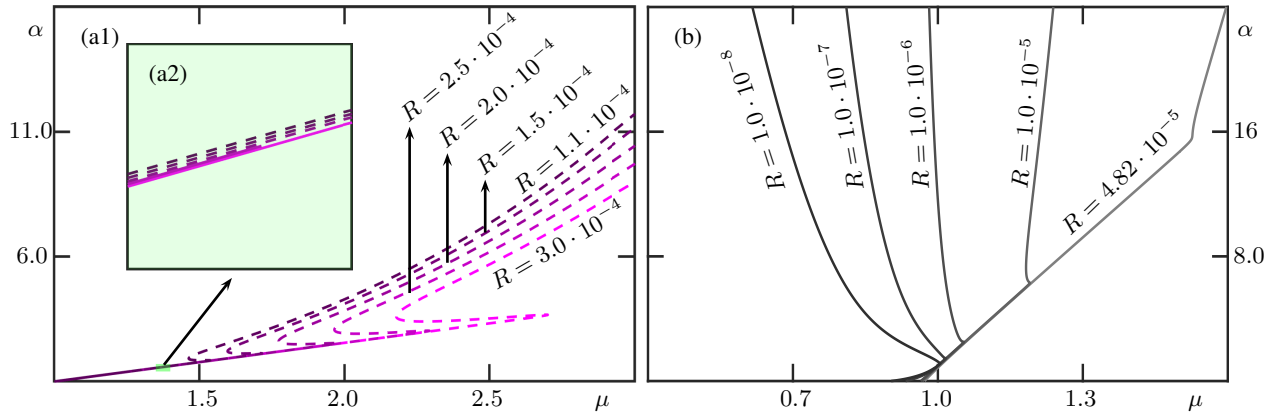 α
(a1)
(a2)
11.0
6.0
R = 2.5 · 10⁻⁴
R = 2.0 · 10⁻⁴
R = 1.5 · 10⁻⁴
R = 1.1 · 10⁻⁴
R = 3.0 · 10⁻⁴
1.5
2.0
2.5
μ
(b)
α
R = 1.0 · 10⁻⁸
R = 1.0 · 10⁻⁷
R = 1.0 · 10⁻⁶
R = 1.0 · 10⁻⁵
R = 4.82 · 10⁻⁵
16
8.0
0.7
1.0
1.3
μ